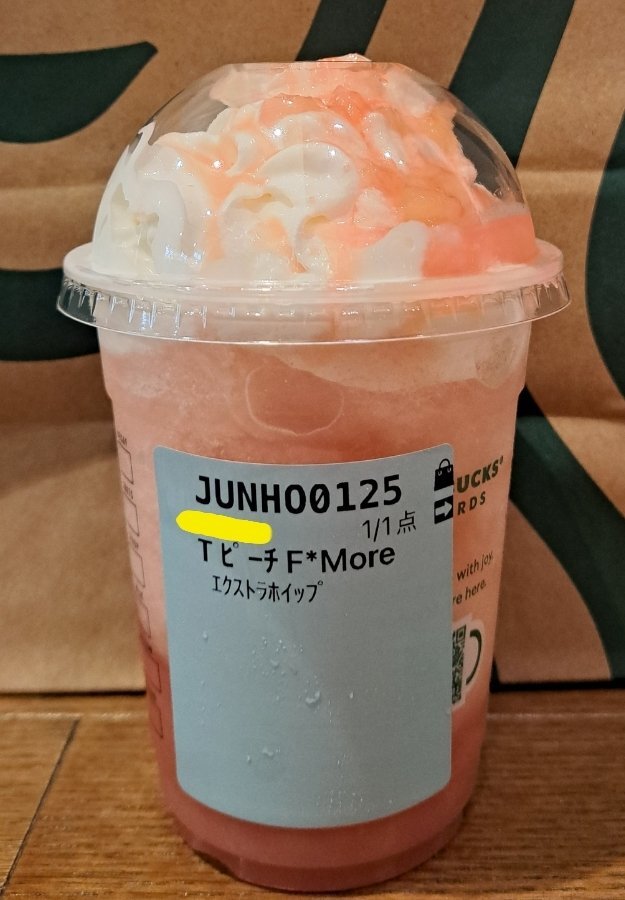 JUNHO0125
1/1点
Tﾋﾟｰﾁ F*More
ｴｸｽﾄﾗﾎｲｯﾌﾟ
UCKS®
RDS
with joy.
re here.